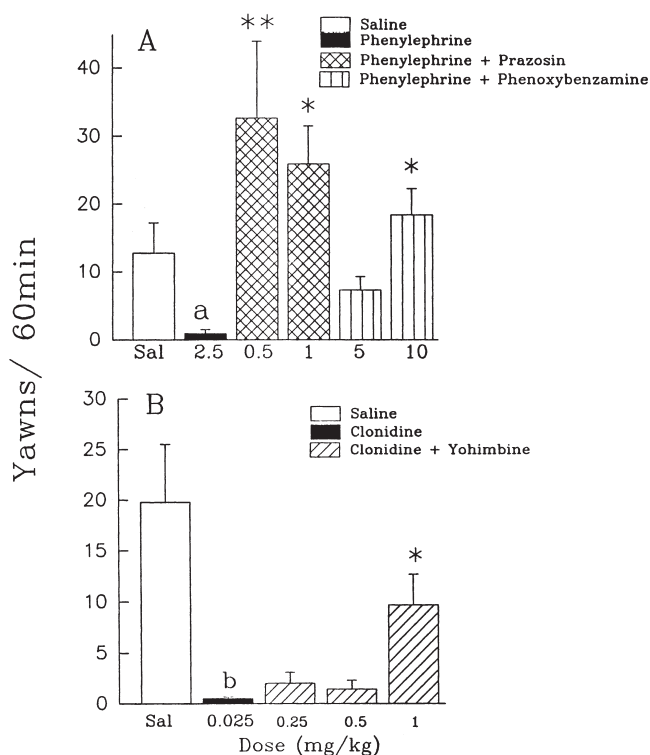 A
Saline
Phenylephrine
Phenylephrine + Prazosin
Phenylephrine + Phenoxybenzamine
**
*
*
a
40
30
20
10
0
Sal 2.5 0.5 1 5 10
Yawns/ 60min
B
Saline
Clonidine
Clonidine + Yohimbine
*
b
30
25
20
15
10
5
0
Sal 0.025 0.25 0.5 1
Dose (mg/kg)